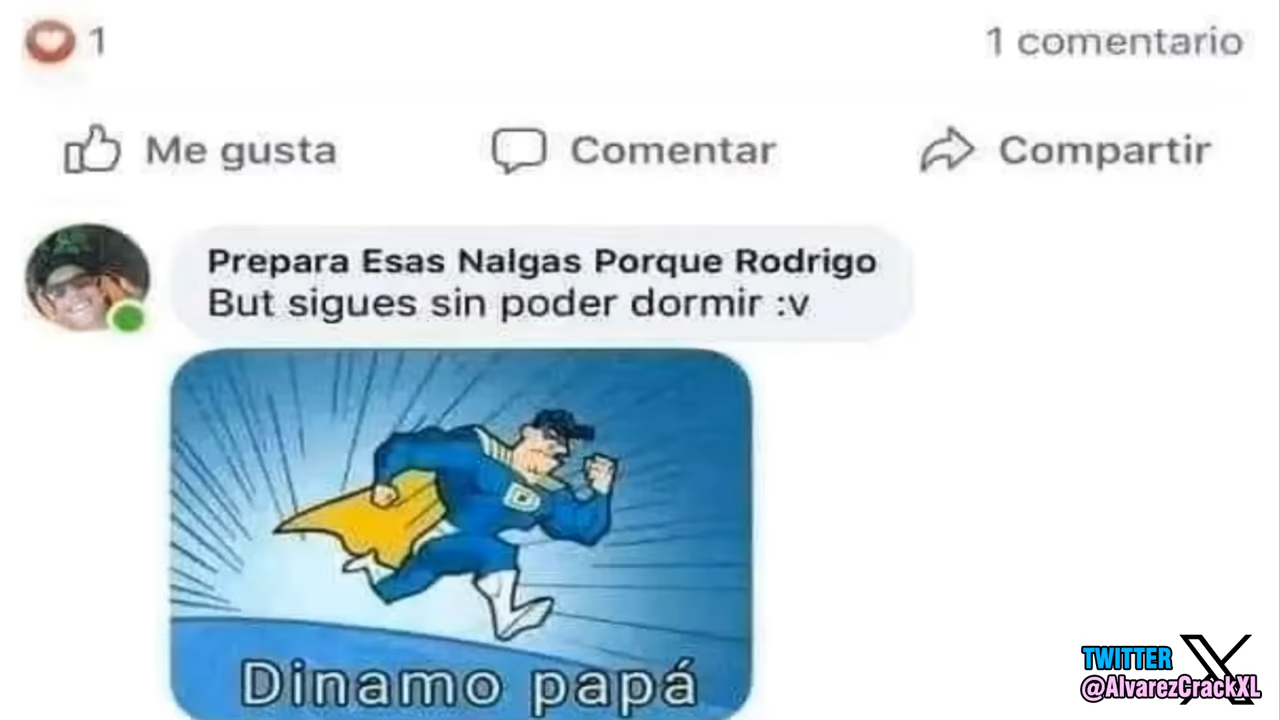 1
1 comentario
Me gusta
Comentar
Compartir
Prepara Esas Nalgas Porque Rodrigo
But sigues sin poder dormir :v
D
Dinamo papá
TWITTER X
@AlvarezCrackXL